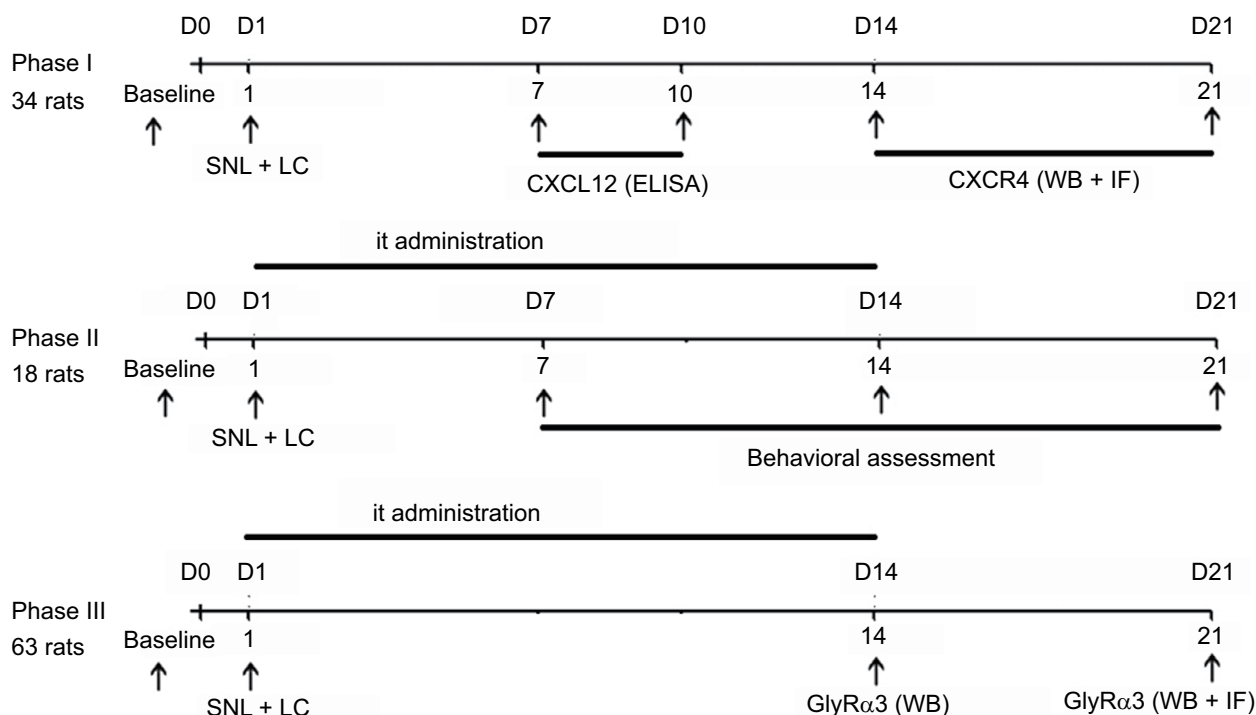 D0 D1 D7 D10 D14 D21
Phase I
34 rats
Baseline 1 7 10 14 21
SNL + LC
CXCL12 (ELISA)
CXCR4 (WB + IF)
it administration
D0 D1 D7 D14 D21
Phase II
18 rats
Baseline 1 7 14 21
SNL + LC
Behavioral assessment
it administration
D0 D1 D14 D21
Phase III
63 rats
Baseline 1 14 21
SNL + LC
GlyRα3 (WB)
GlyRα3 (WB + IF)